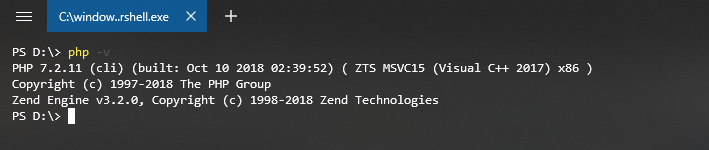 C:\window..rshell.exe
PS D:\> php -v
PHP 7.2.11 (cli) (built: Oct 10 2018 02:39:52) ( ZTS MSVC15 (Visual C++ 2017) x86 )
Copyright (c) 1997-2018 The PHP Group
Zend Engine v3.2.0, Copyright (c) 1998-2018 Zend Technologies
PS D:\>